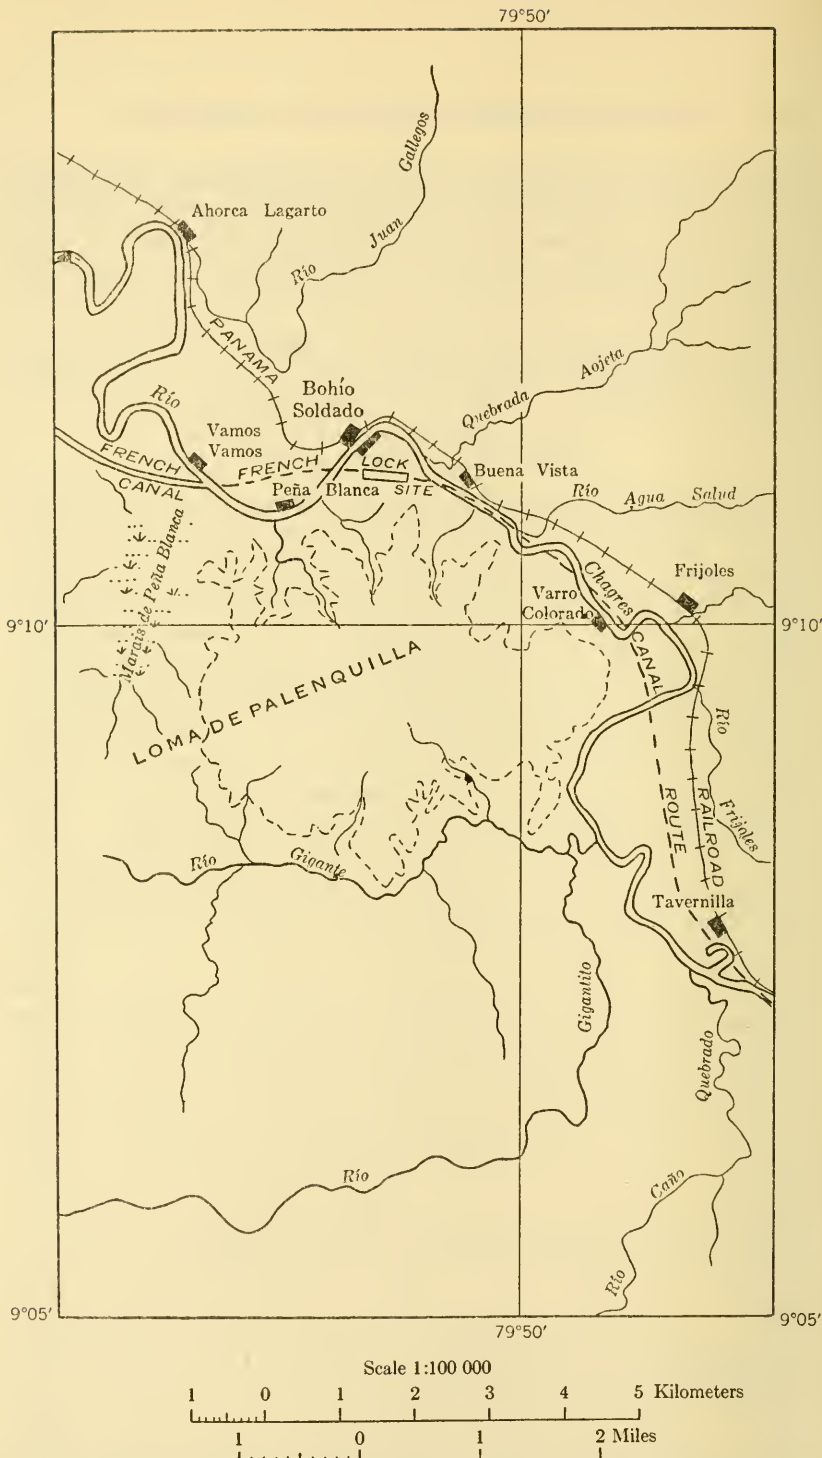 79°50′
Gallegos
Juan
Río
Ahorca Lagarto
PANAMA
Aojeta
Quebrada
Bohío
Soldado
Río
Vamos
Vamos
FRENCH
CANAL
FRENCH
LOCK
SITE
Buena Vista
Peña Blanca
Río Agua Salud
Marais de Peña Blanca
Chagres
Frijoles
Varro
Colorado
9°10′
9°10′
CANAL
ROUTE
LOMA DE PALENQUILLA
Río
Frijoles
RAILROAD
Río Gigante
Tavernilla
Gigantito
Quebrado
Río
Caño
Río
9°05′
9°05′
79°50′
Scale 1:100 000
1 0 1 2 3 4 5 Kilometers
1 0 1 2 Miles